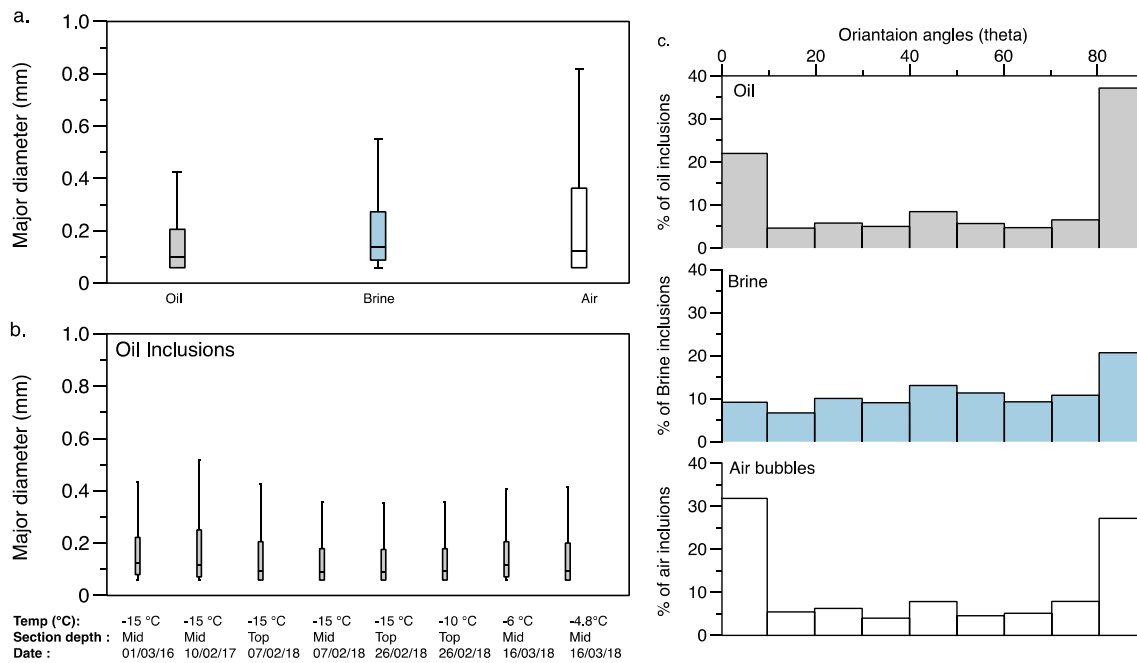 a.
1.0
0.8
0.6
0.4
0.2
0
Major diameter (mm)
Oil Brine Air
b.
Oil Inclusions
1.0
0.8
0.6
0.4
0.2
0
Major diameter (mm)
Temp (°C): -15 °C -15 °C -15 °C -15 °C -15 °C -10 °C -6 °C -4.8°C
Section depth : Mid Mid Top Mid Top Top Mid Mid
Date : 01/03/16 10/02/17 07/02/18 07/02/18 26/02/18 26/02/18 16/03/18 16/03/18
c.
Oriantaion angles (theta)
0 20 40 60 80
Oil
40
30
20
10
0
% of oil inclusions
Brine
40
30
20
10
0
% of Brine inclusions
Air bubbles
40
30
20
10
0
% of air incluions